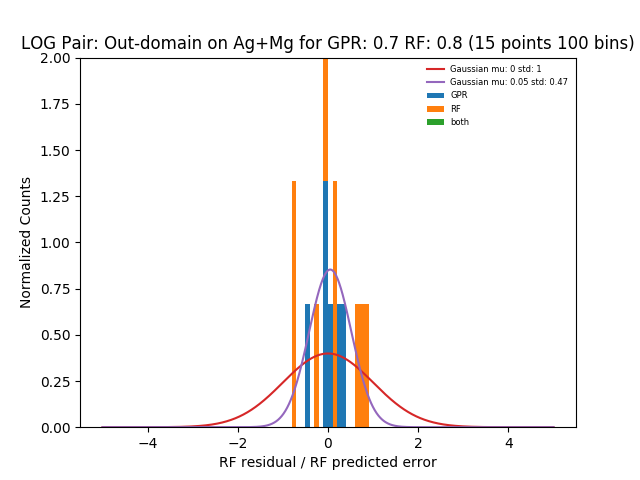 LOG Pair: Out-domain on Ag+Mg for GPR: 0.7 RF: 0.8 (15 points 100 bins)
Gaussian mu: 0 std: 1
Gaussian mu: 0.05 std: 0.47
GPR
RF
both
Normalized Counts
2.00
1.75
1.50
1.25
1.00
0.75
0.50
0.25
0.00
−4 −2 0 2 4
RF residual / RF predicted error